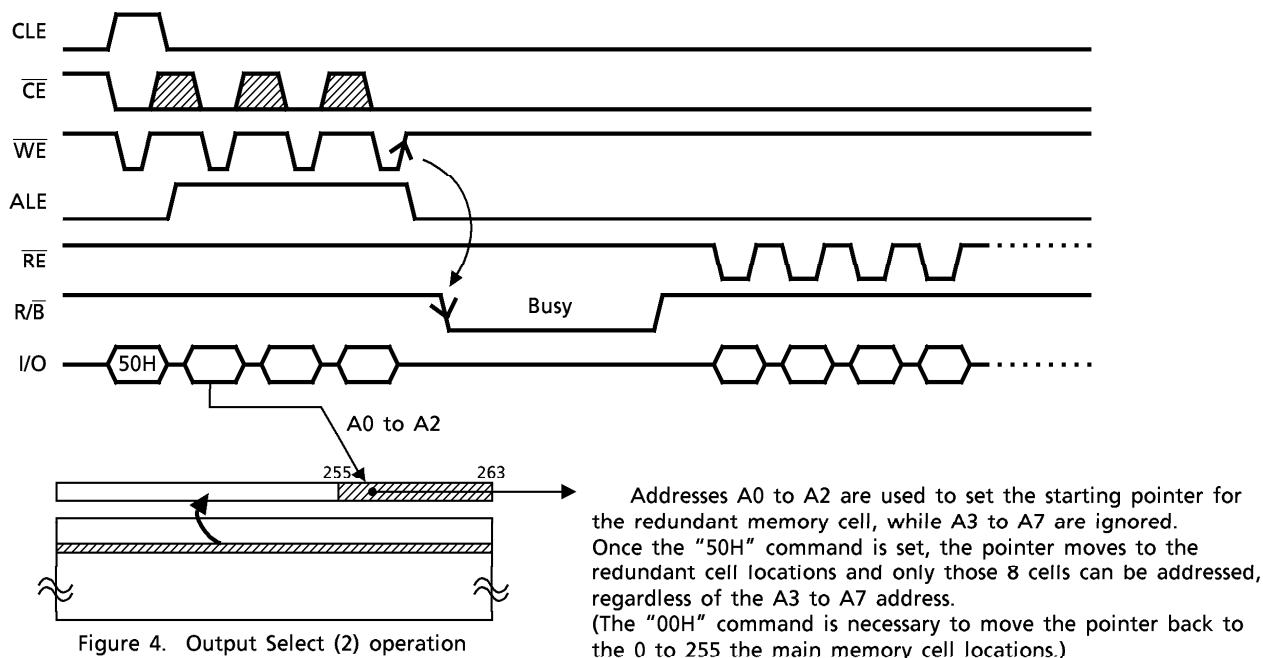 CLE
CE
WE
ALE
RE
R/B
Busy
I/O
50H
A0 to A2
255
263
Addresses A0 to A2 are used to set the starting pointer for
the redundant memory cell, while A3 to A7 are ignored.
Once the "50H" command is set, the pointer moves to the
redundant cell locations and only those 8 cells can be addressed,
regardless of the A3 to A7 address.
(The "00H" command is necessary to move the pointer back to
the 0 to 255 the main memory cell locations.)
Figure 4. Output Select (2) operation